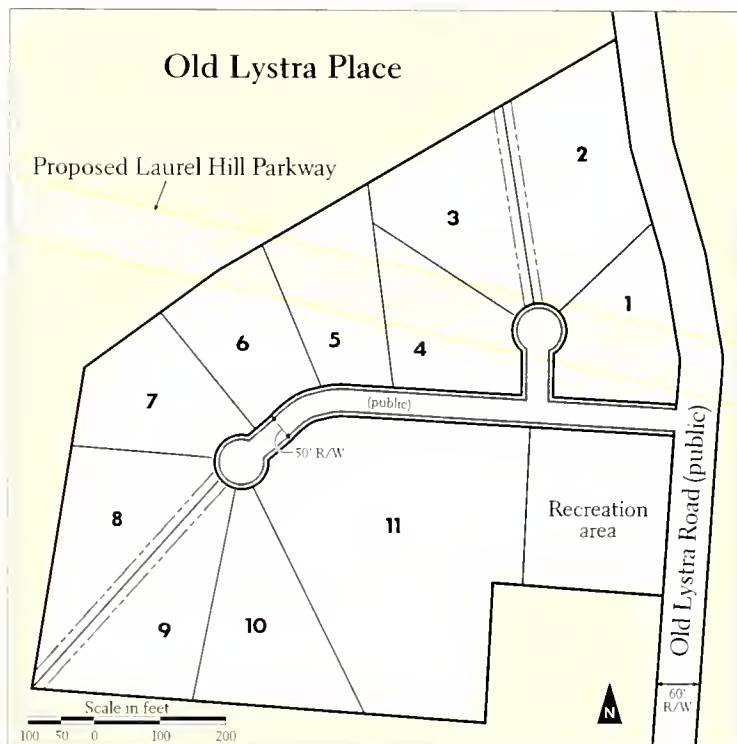 Old Lystra Place
Proposed Laurel Hill Parkway
2
3
1
6
5
4
7
(public)
50' R/W
8
11
Recreation
area
Old Lystra Road (public)
9
10
60'
R/W
N
Scale in feet
100 50 0 100 200